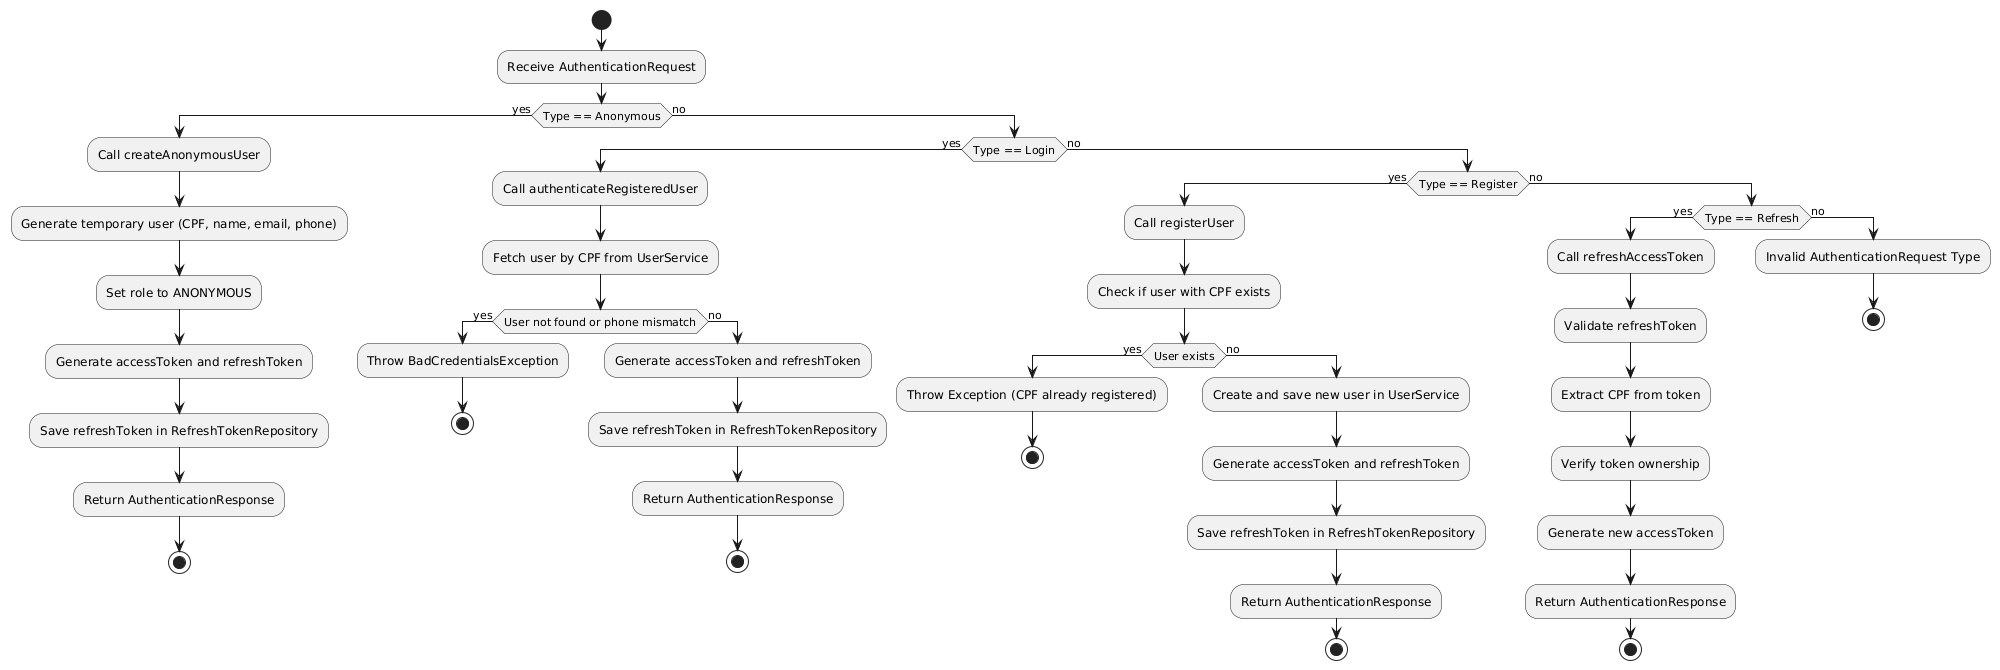 Receive AuthenticationRequest
yes
Type == Anonymous
no
Call createAnonymousUser
Generate temporary user (CPF, name, email, phone)
Set role to ANONYMOUS
Generate accessToken and refreshToken
Save refreshToken in RefreshTokenRepository
Return AuthenticationResponse
yes
Type == Login
no
Call authenticateRegisteredUser
Fetch user by CPF from UserService
yes
User not found or phone mismatch
no
Throw BadCredentialsException
Generate accessToken and refreshToken
Save refreshToken in RefreshTokenRepository
Return AuthenticationResponse
yes
Type == Register
no
Call registerUser
Check if user with CPF exists
yes
User exists
no
Throw Exception (CPF already registered)
Create and save new user in UserService
Generate accessToken and refreshToken
Save refreshToken in RefreshTokenRepository
Return AuthenticationResponse
yes
Type == Refresh
no
Call refreshAccessToken
Validate refreshToken
Extract CPF from token
Verify token ownership
Generate new accessToken
Return AuthenticationResponse
Invalid AuthenticationRequest Type